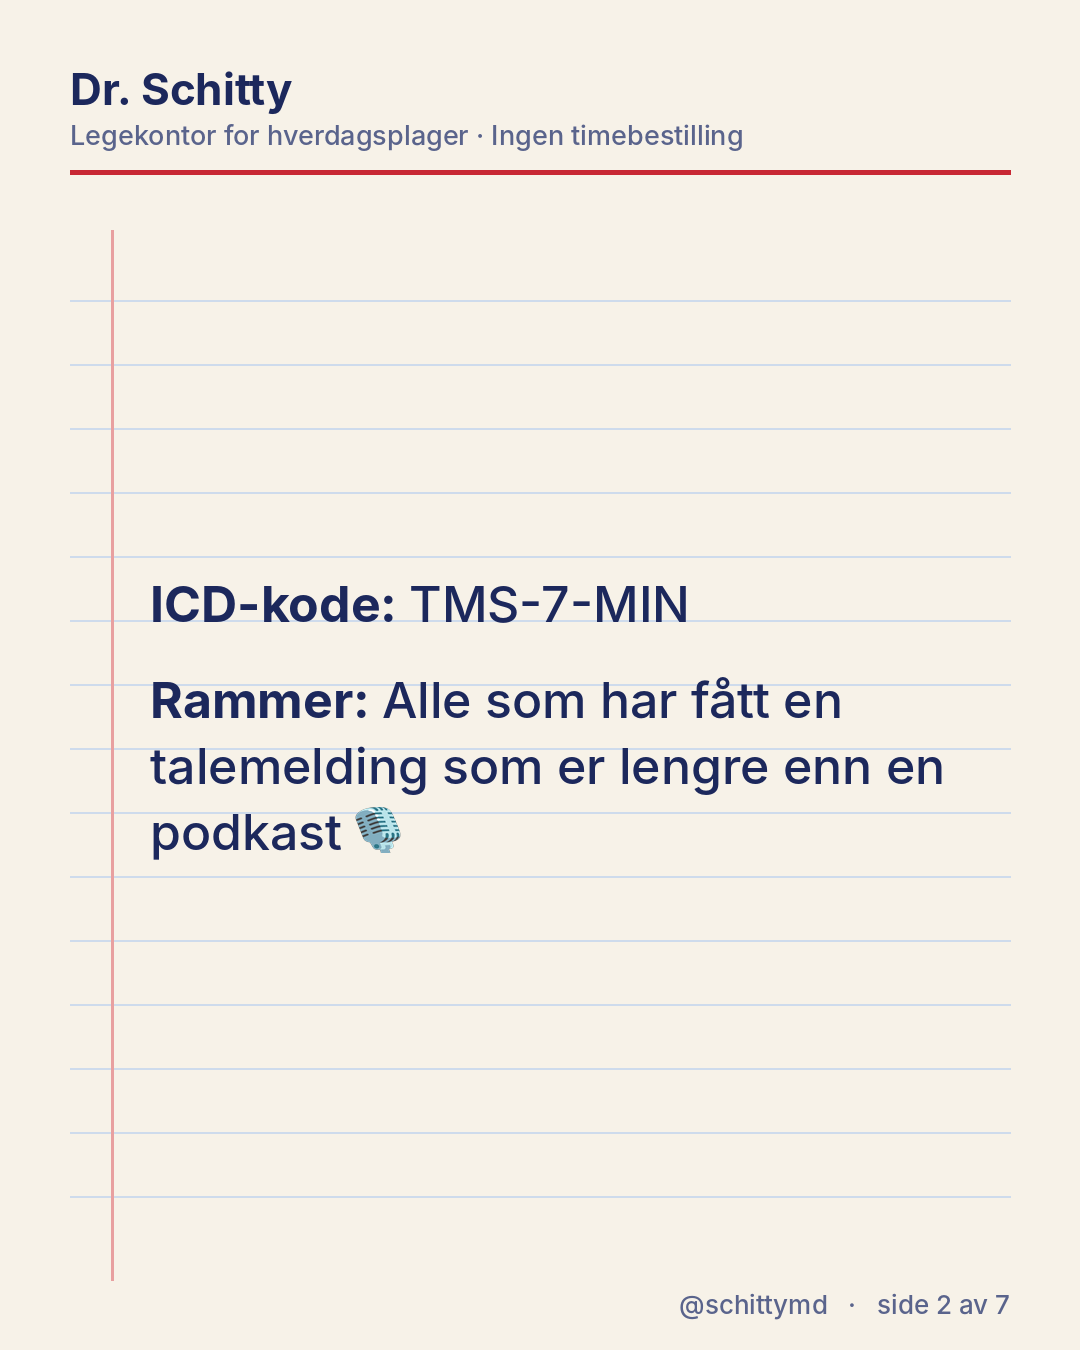 Dr. Schitty
Legekontor for hverdagsplager · Ingen timebestilling
ICD-kode: TMS-7-MIN
Rammer: Alle som har fått en
talemelding som er lengre enn en
podkast 🎙️
@schittymd · side 2 av 7